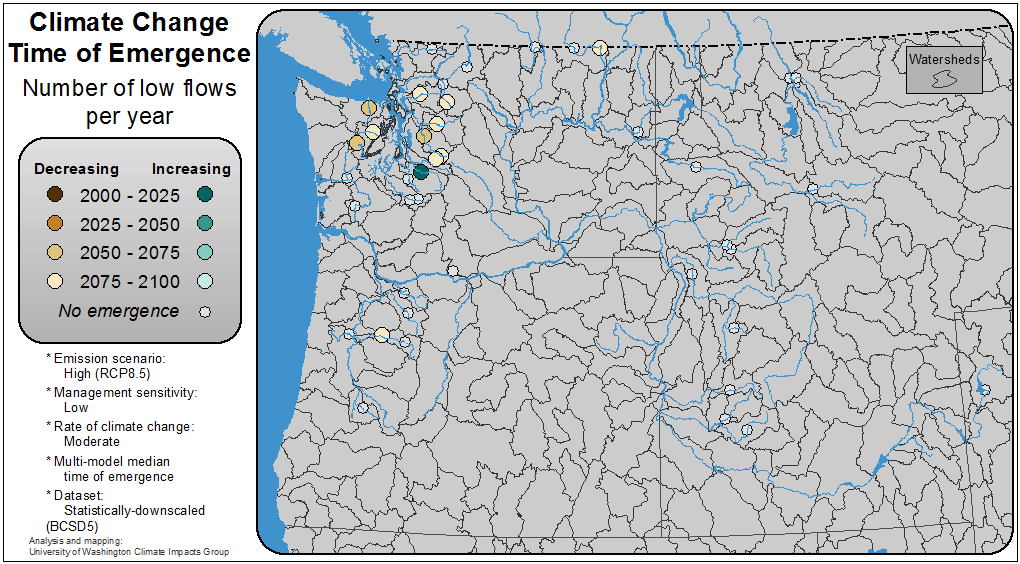 Climate Change
Time of Emergence
Number of low flows
per year
Decreasing Increasing
2000 - 2025
2025 - 2050
2050 - 2075
2075 - 2100
No emergence
* Emission scenario:
High (RCP8.5)
* Management sensitivity:
Low
* Rate of climate change:
Moderate
* Multi-model median
time of emergence
* Dataset:
Statistically-downscaled
(BCSD5)
Analysis and mapping:
University of Washington Climate Impacts Group
Watersheds